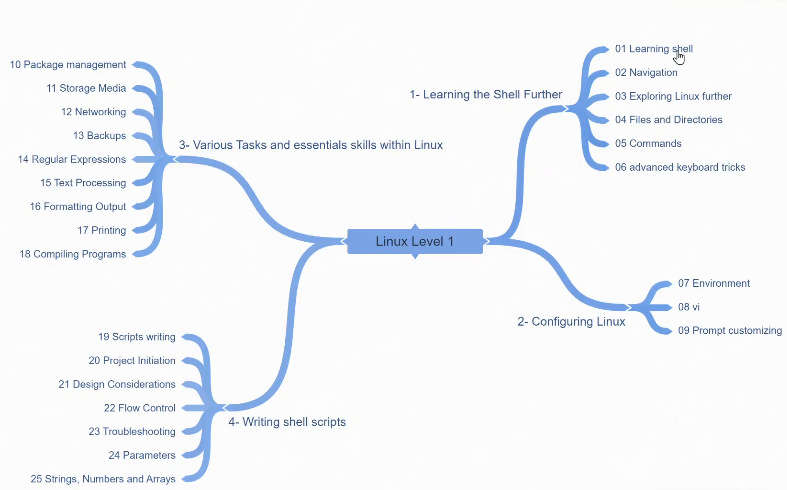 Linux Level 1
1- Learning the Shell Further
01 Learning shell
02 Navigation
03 Exploring Linux further
04 Files and Directories
05 Commands
06 advanced keyboard tricks
2- Configuring Linux
07 Environment
08 vi
09 Prompt customizing
3- Various Tasks and essentials skills within Linux
10 Package management
11 Storage Media
12 Networking
13 Backups
14 Regular Expressions
15 Text Processing
16 Formatting Output
17 Printing
18 Compiling Programs
4- Writing shell scripts
19 Scripts writing
20 Project Initiation
21 Design Considerations
22 Flow Control
23 Troubleshooting
24 Parameters
25 Strings, Numbers and Arrays